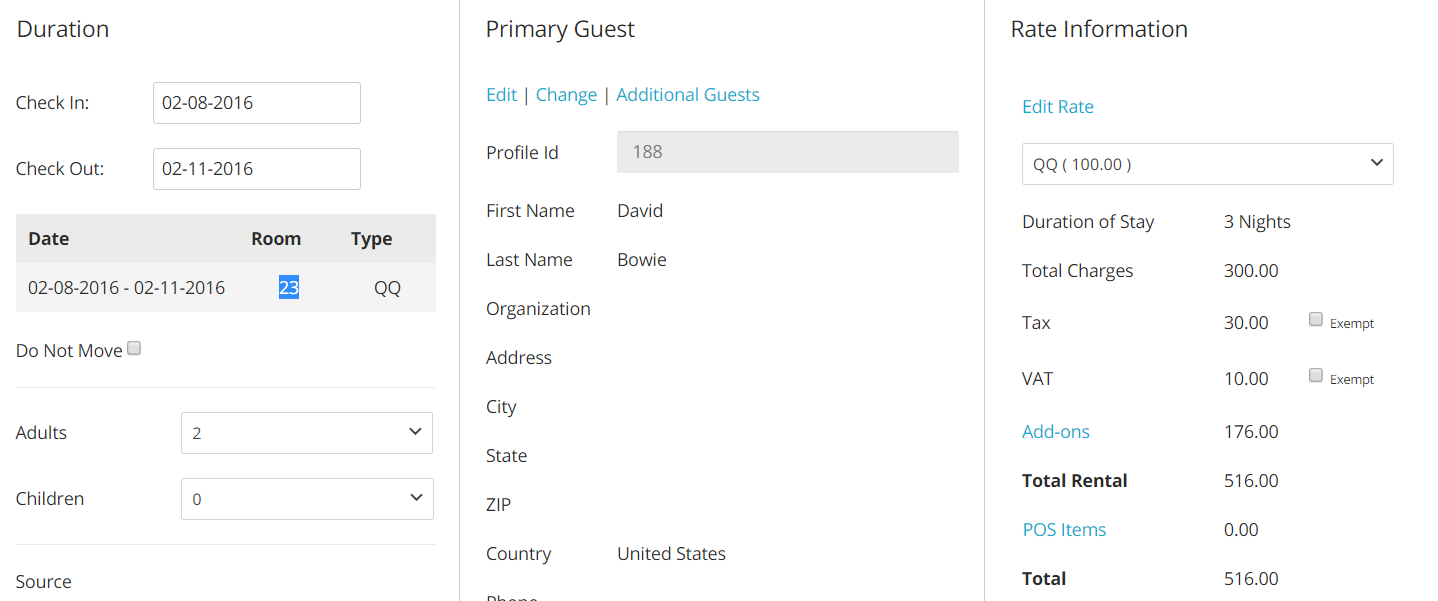 Duration
Check In: 02-08-2016
Check Out: 02-11-2016
Date Room Type
02-08-2016 - 02-11-2016 23 QQ
Do Not Move
Adults 2
Children 0
Source
Primary Guest
Edit | Change | Additional Guests
Profile Id 188
First Name David
Last Name Bowie
Organization
Address
City
State
ZIP
Country United States
Phone
Rate Information
Edit Rate
QQ ( 100.00 )
Duration of Stay 3 Nights
Total Charges 300.00
Tax 30.00 Exempt
VAT 10.00 Exempt
Add-ons 176.00
Total Rental 516.00
POS Items 0.00
Total 516.00